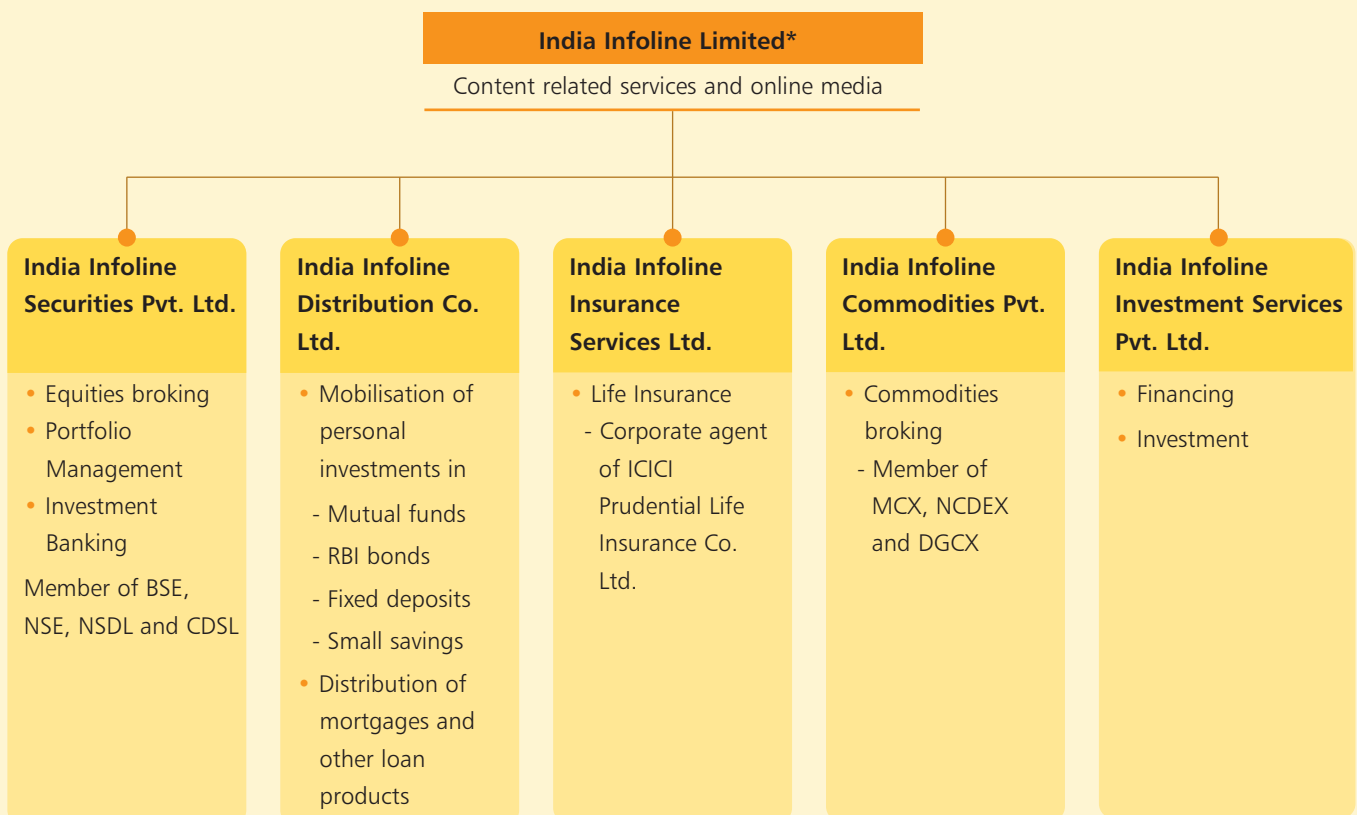 India Infoline Limited*
Content related services and online media
India Infoline
Securities Pvt. Ltd.
• Equities broking
• Portfolio
Management
• Investment
Banking
Member of BSE,
NSE, NSDL and CDSL
India Infoline
Distribution Co.
Ltd.
• Mobilisation of
personal
investments in
- Mutual funds
- RBI bonds
- Fixed deposits
- Small savings
• Distribution of
mortgages and
other loan
products
India Infoline
Insurance
Services Ltd.
• Life Insurance
- Corporate agent
of ICICI
Prudential Life
Insurance Co.
Ltd.
India Infoline
Commodities Pvt.
Ltd.
• Commodities
broking
- Member of
MCX, NCDEX
and DGCX
India Infoline
Investment Services
Pvt. Ltd.
• Financing
• Investment